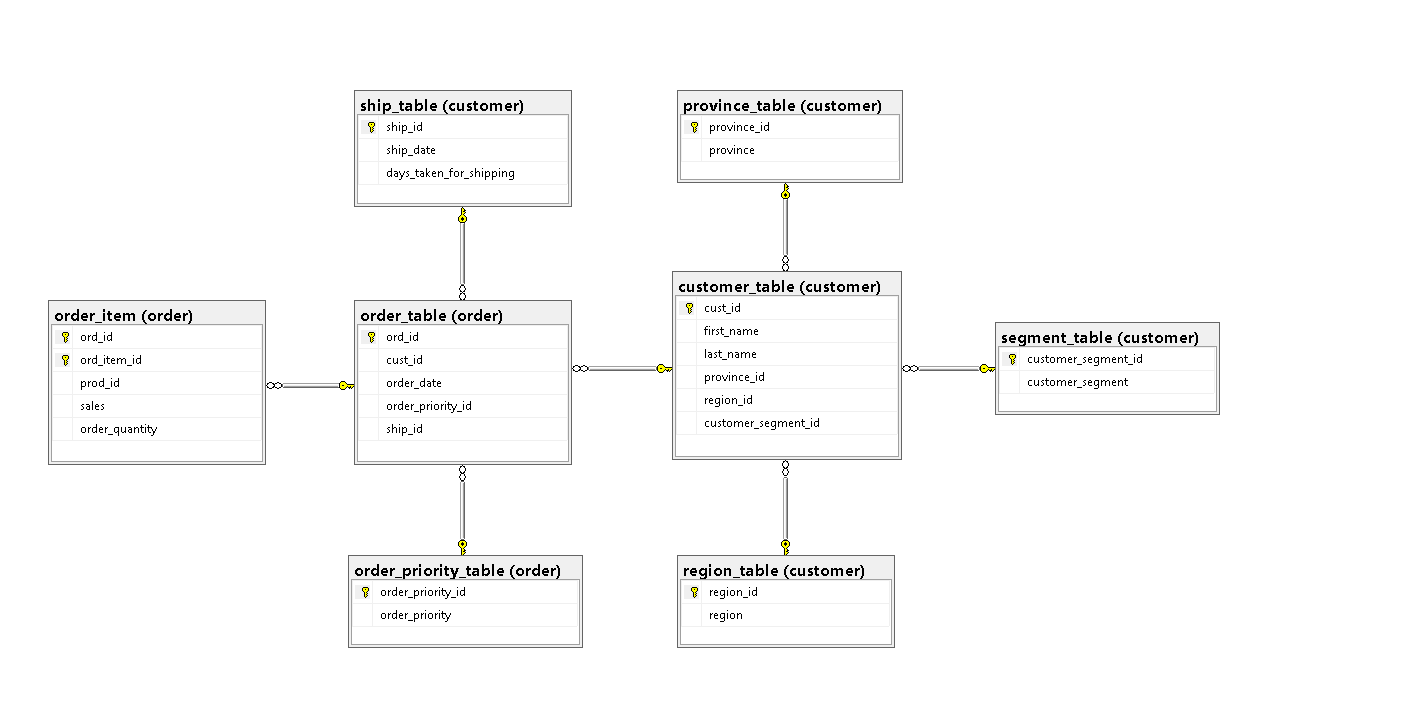 ship_table (customer)
ship_id
ship_date
days_taken_for_shipping
province_table (customer)
province_id
province
order_item (order)
ord_id
ord_item_id
prod_id
sales
order_quantity
order_table (order)
ord_id
cust_id
order_date
order_priority_id
ship_id
customer_table (customer)
cust_id
first_name
last_name
province_id
region_id
customer_segment_id
segment_table (customer)
customer_segment_id
customer_segment
order_priority_table (order)
order_priority_id
order_priority
region_table (customer)
region_id
region